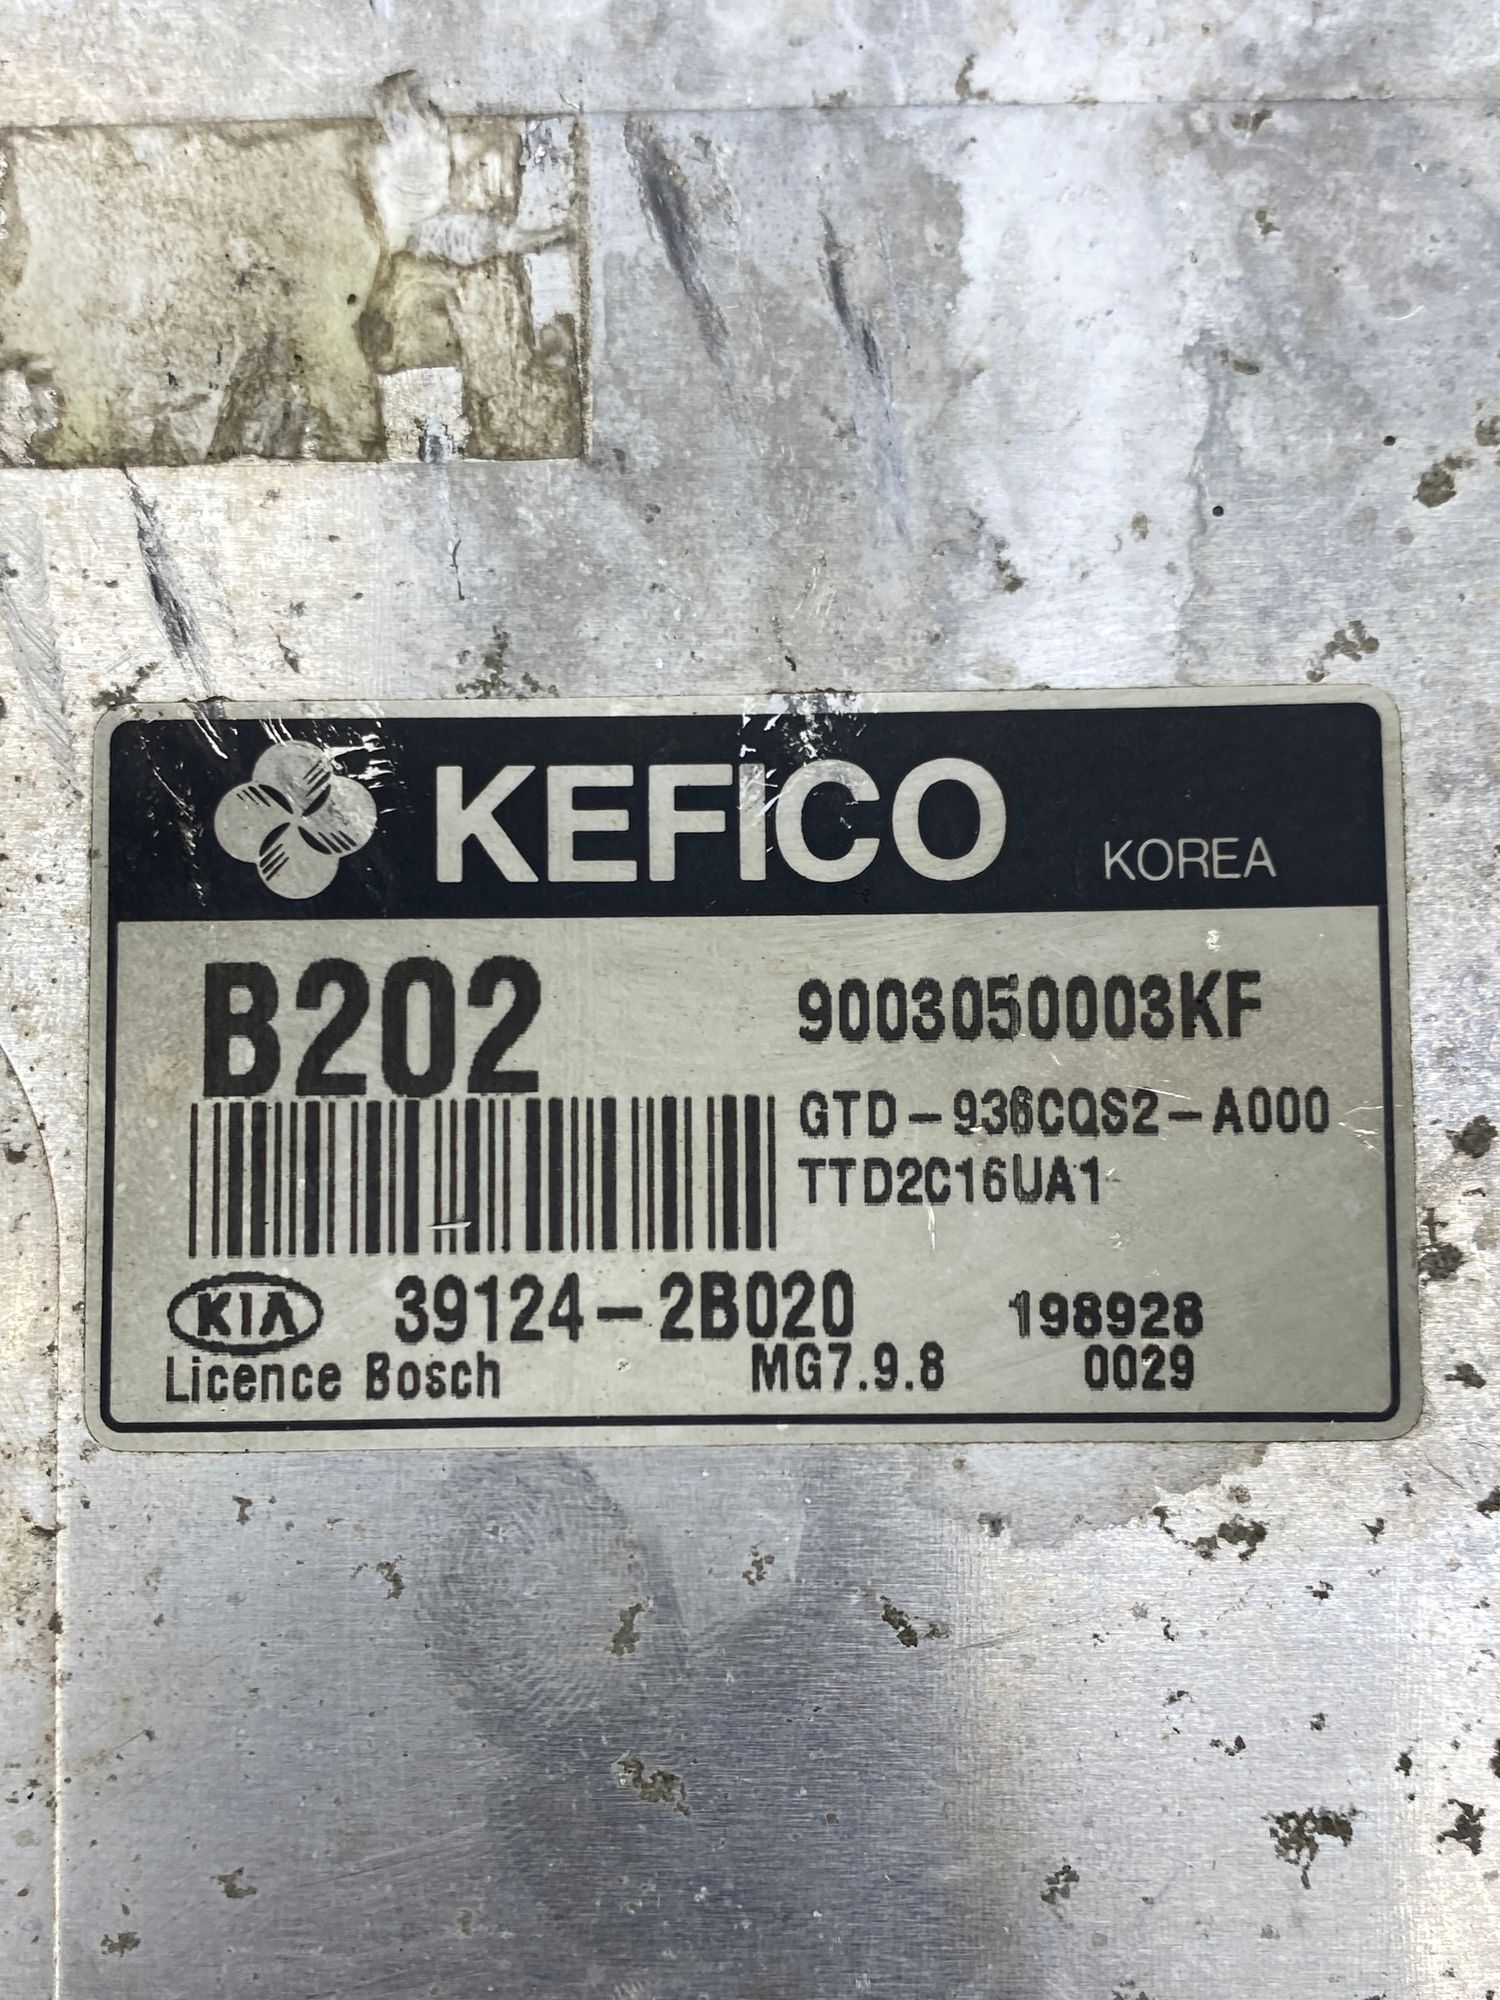 KEFICO KOREA
B202 9003050003KF
GTD-936CQS2-A000
TTD2C16UA1
KIA 39124-2B020 198928
Licence Bosch MG7.9.8 0029